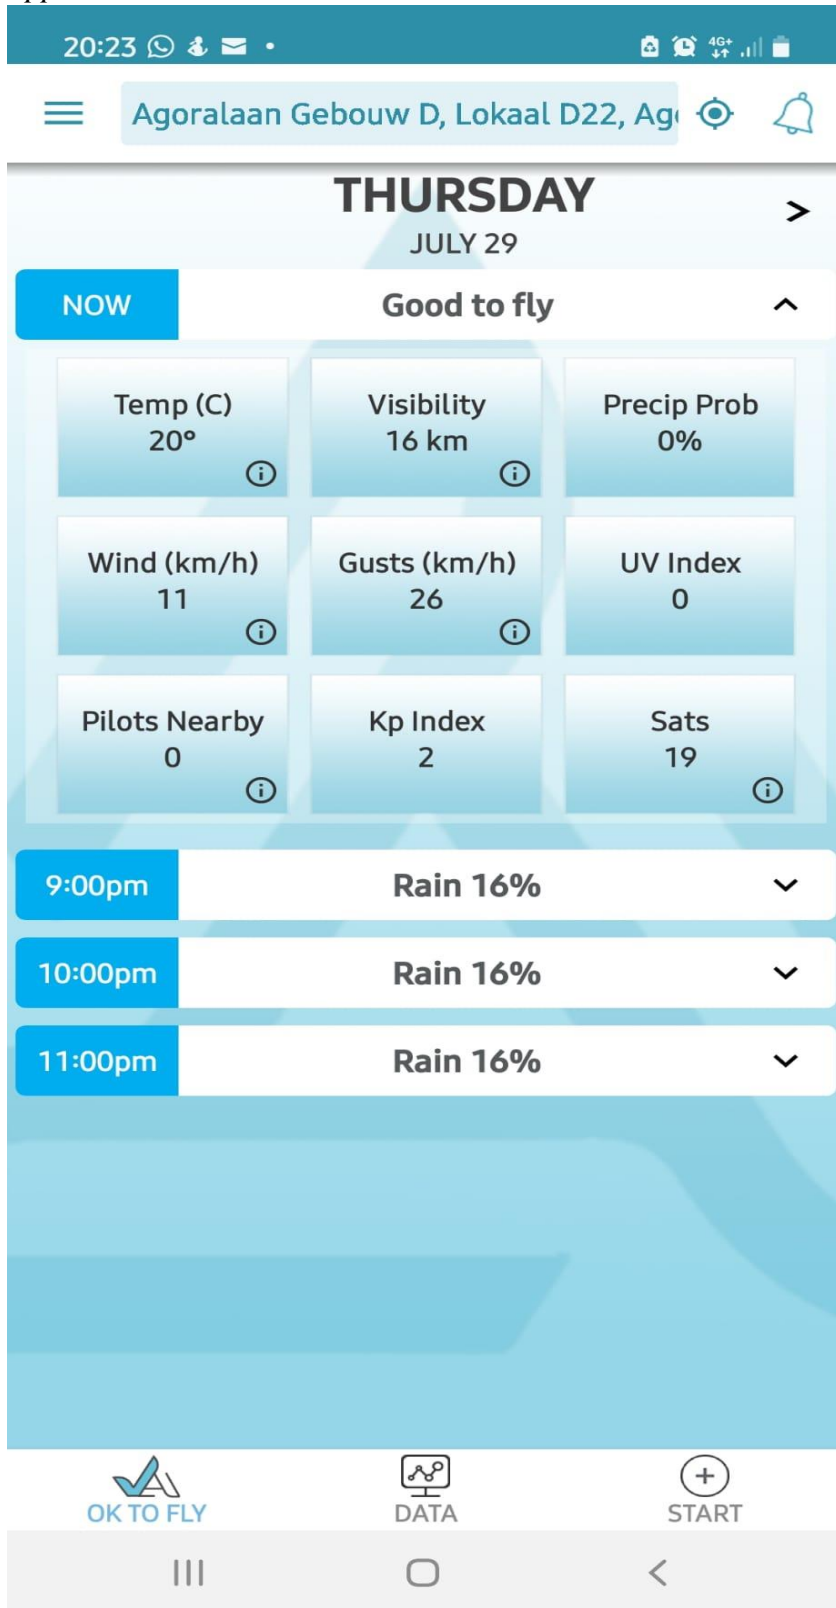 20:23
4G+
Agoralaan Gebouw D, Lokaal D22, Ag
THURSDAY
JULY 29
>
NOW Good to fly
Temp (C) Visibility Precip Prob
20° 16 km 0%
Wind (km/h) Gusts (km/h) UV Index
11 26 0
Pilots Nearby Kp Index Sats
0 2 19
9:00pm Rain 16%
10:00pm Rain 16%
11:00pm Rain 16%
OK TO FLY DATA START